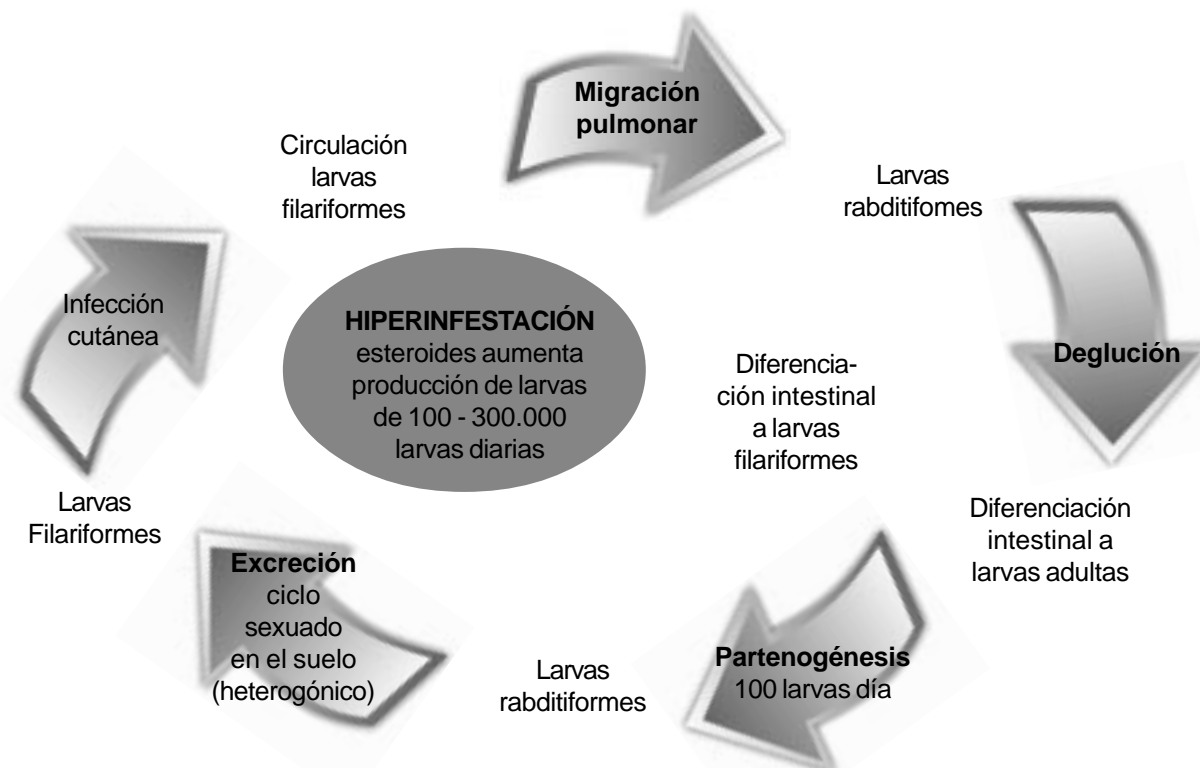 Migración
pulmonar
Circulación
larvas
filariformes
Larvas
rabditifomes
Infección
cutánea
HIPERINFESTACIÓN
esteroides aumenta
producción de larvas
de 100 - 300.000
larvas diarias
Diferencia-
ción intestinal
a larvas
filariformes
Deglución
Larvas
Filariformes
Diferenciación
intestinal a
larvas adultas
Excreción
ciclo
sexuado
en el suelo
(heterogónico)
Larvas
rabditiformes
Partenogénesis
100 larvas día